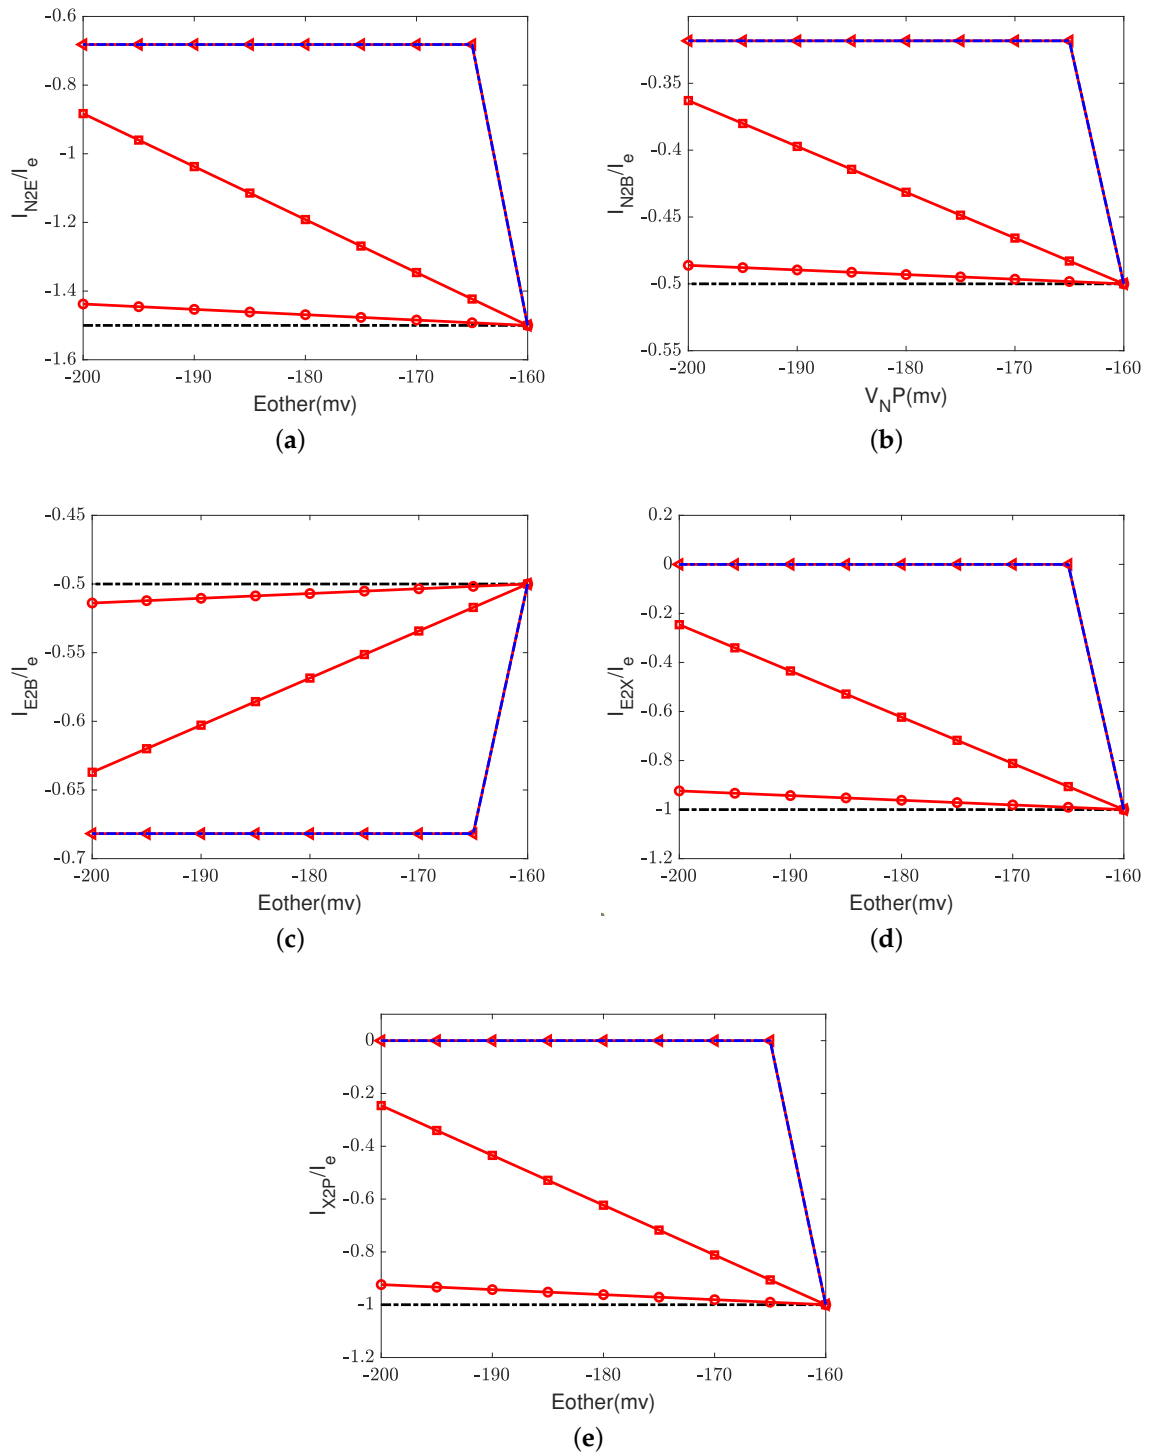 -0.6
-0.8
-1
-1.2
-1.4
-1.6
I_N2E/I_e
-200 -190 -180 -170 -160
Eother(mv)
(a)
-0.35
-0.4
-0.45
-0.5
-0.55
I_N2B/I_e
-200 -190 -180 -170 -160
V_NP(mv)
(b)
-0.45
-0.5
-0.55
-0.6
-0.65
-0.7
I_E2B/I_e
-200 -190 -180 -170 -160
Eother(mv)
(c)
0.2
0
-0.2
-0.4
-0.6
-0.8
-1
-1.2
I_E2X/I_e
-200 -190 -180 -170 -160
Eother(mv)
(d)
0
-0.2
-0.4
-0.6
-0.8
-1
-1.2
I_X2P/I_e
-200 -190 -180 -170 -160
Eother(mv)
(e)